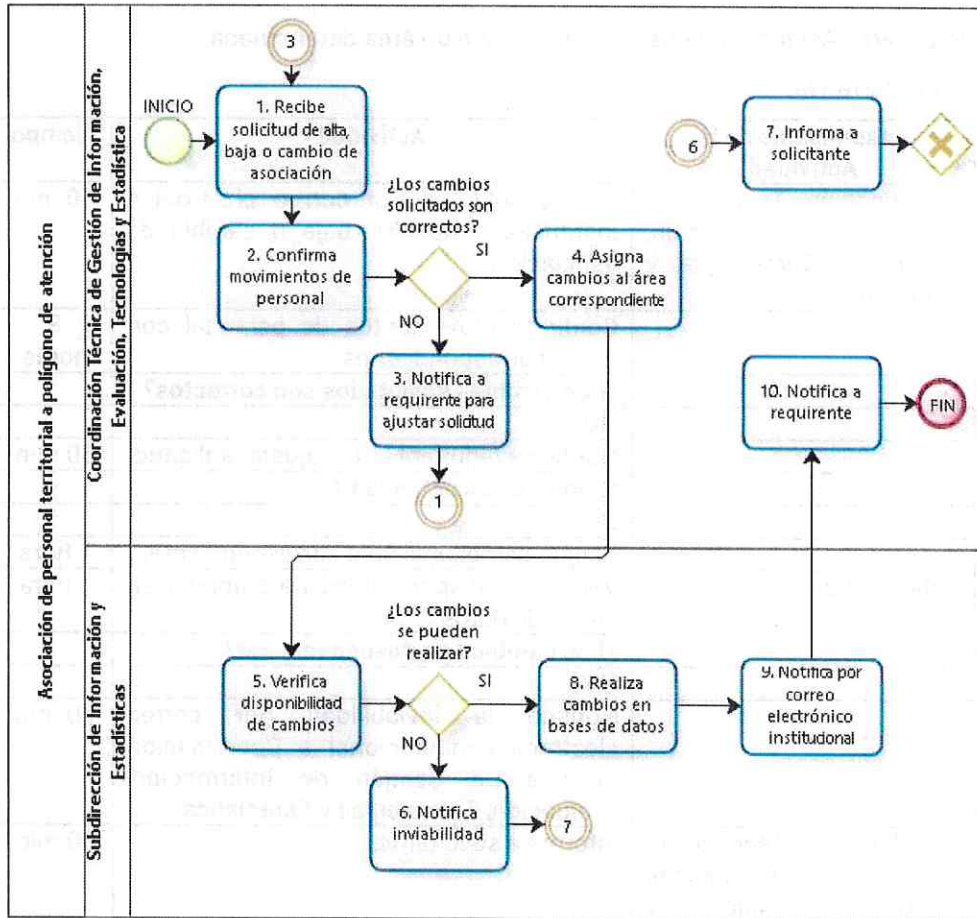 Asociación de personal territorial a polígono de atención
Coordinación Técnica de Gestión de Información,
Evaluación, Tecnologías y Estadística
3
INICIO
1. Recibe
solicitud de alta,
baja o cambio de
asociación
6
7. Informa a
solicitante
¿Los cambios
solicitados son
correctos?
2. Confirma
movimientos de
personal
SI
4. Asigna
cambios al área
correspondiente
NO
3. Notifica a
requirente para
ajustar solicitud
10. Notifica a
requirente
FIN
1
Subdirección de Información y
Estadísticas
¿Los cambios
se pueden
realizar?
5. Verifica
disponibilidad
de cambios
SI
8. Realiza
cambios en
bases de datos
9. Notifica por
correo
electrónico
institucional
NO
6. Notifica
inviabilidad
7